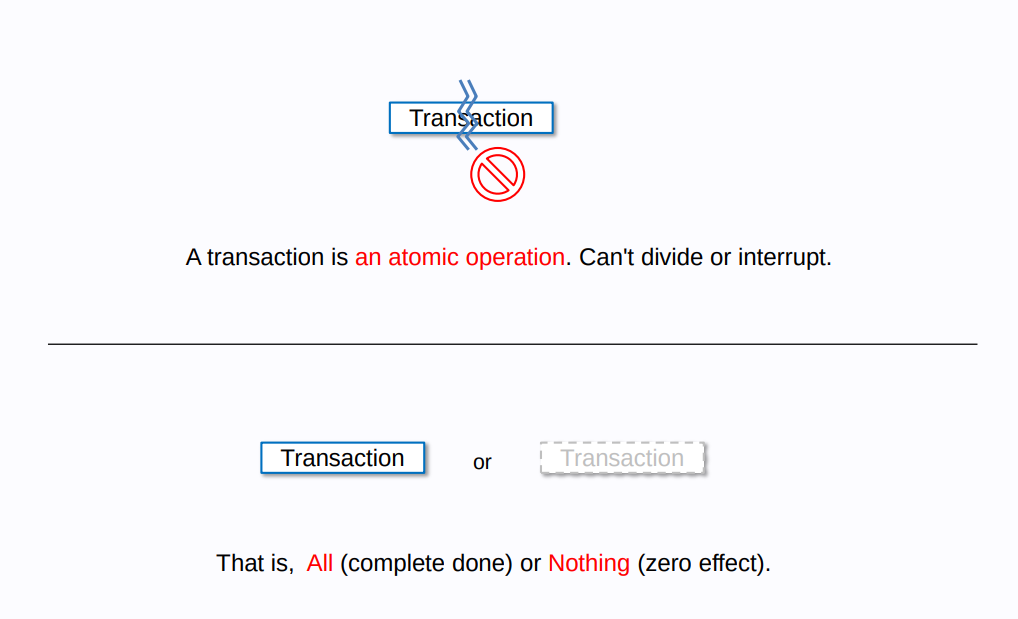 Transaction
A transaction is an atomic operation. Can't divide or interrupt.
Transaction or Transaction
That is, All (complete done) or Nothing (zero effect).